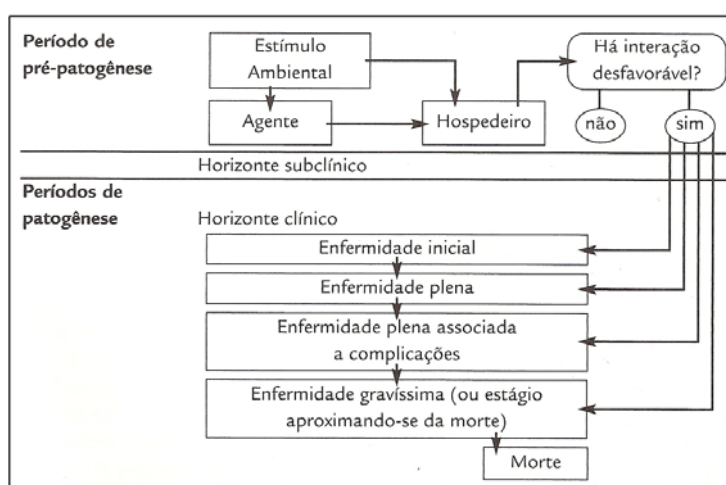 Período de
pré-patogênese
Estímulo
Ambiental
Há interação
desfavorável?
Agente
Hospedeiro
não
sim
Horizonte subclínico
Períodos de
patogênese
Horizonte clínico
Enfermidade inicial
Enfermidade plena
Enfermidade plena associada
a complicações
Enfermidade gravíssima (ou estágio
aproximando-se da morte)
Morte